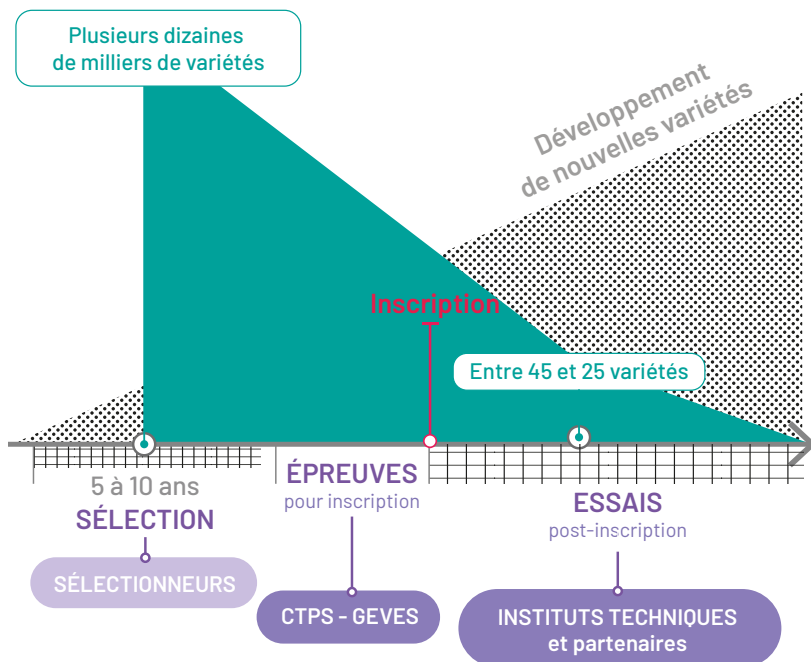 Plusieurs dizaines
de milliers de variétés
Développement
de nouvelles variétés
Inscription
Entre 45 et 25 variétés
5 à 10 ans
SÉLECTION
SÉLECTIONNEURS
ÉPREUVES
pour inscription
CTPS - GEVES
ESSAIS
post-inscription
INSTITUTS TECHNIQUES
et partenaires